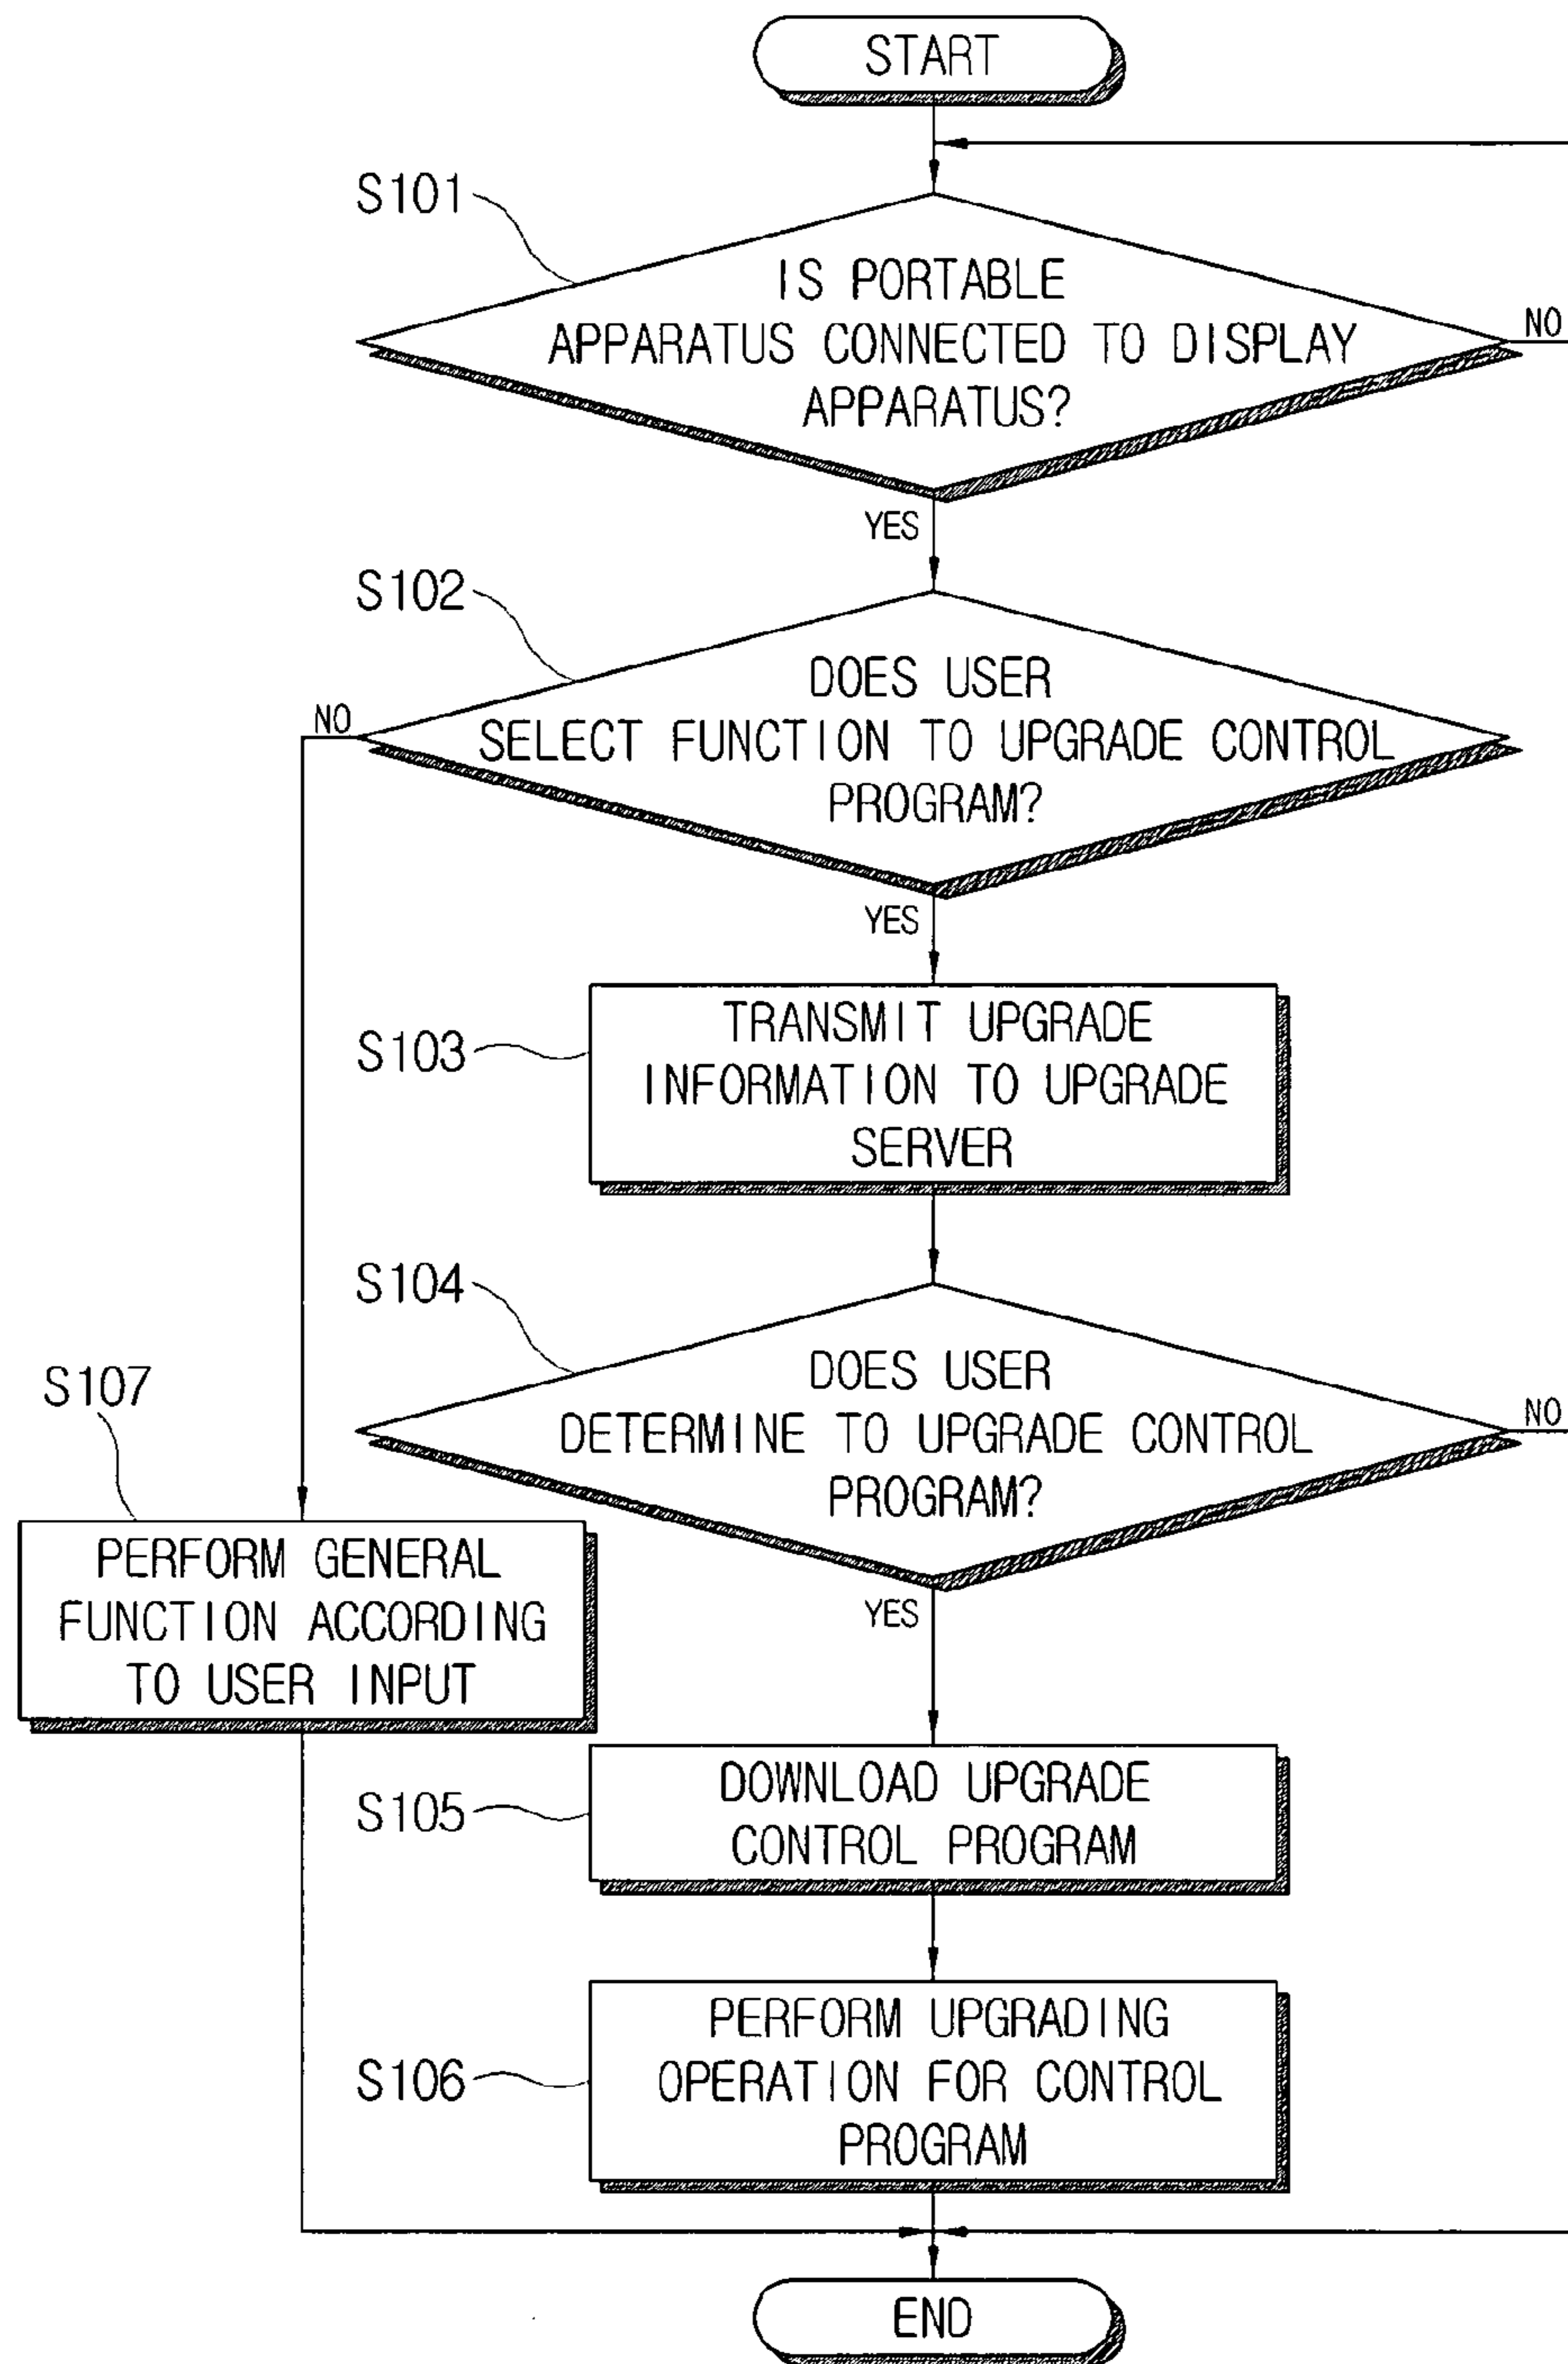 START
S101
IS PORTABLE
APPARATUS CONNECTED TO DISPLAY
APPARATUS?
NO
YES
S102
DOES USER
SELECT FUNCTION TO UPGRADE CONTROL
PROGRAM?
NO
YES
S103
TRANSMIT UPGRADE
INFORMATION TO UPGRADE
SERVER
S104
DOES USER
DETERMINE TO UPGRADE CONTROL
PROGRAM?
NO
YES
S107
PERFORM GENERAL
FUNCTION ACCORDING
TO USER INPUT
S105
DOWNLOAD UPGRADE
CONTROL PROGRAM
S106
PERFORM UPGRADING
OPERATION FOR CONTROL
PROGRAM
END